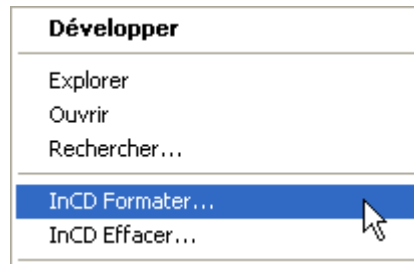 Développer
Explorer
Ouvrir
Rechercher...
InCD Formater...
InCD Effacer...